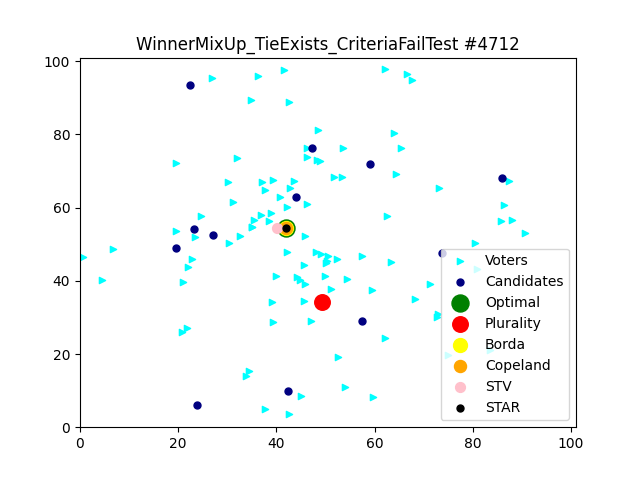 WinnerMixUp_TieExists_CriteriaFailTest #4712
100
80
60
40
20
0
0
20
40
60
80
100
Voters
Candidates
Optimal
Plurality
Borda
Copeland
STV
STAR